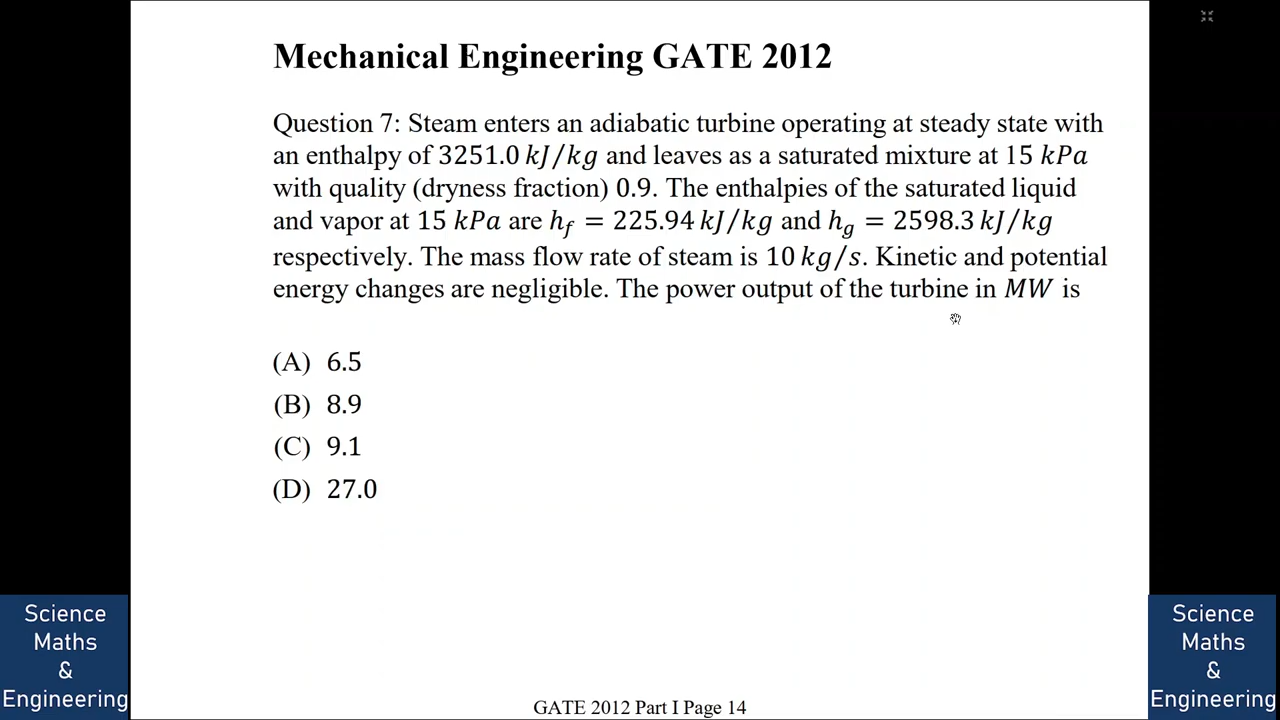 Mechanical Engineering GATE 2012
Question 7: Steam enters an adiabatic turbine operating at steady state with
an enthalpy of 3251.0 kJ/kg and leaves as a saturated mixture at 15 kPa
with quality (dryness fraction) 0.9. The enthalpies of the saturated liquid
and vapor at 15 kPa are h_f = 225.94 kJ/kg and h_g = 2598.3 kJ/kg
respectively. The mass flow rate of steam is 10 kg/s. Kinetic and potential
energy changes are negligible. The power output of the turbine in MW is
(A) 6.5
(B) 8.9
(C) 9.1
(D) 27.0
Science
Maths
&
Engineering
Science
Maths
&
Engineering
GATE 2012 Part I Page 14